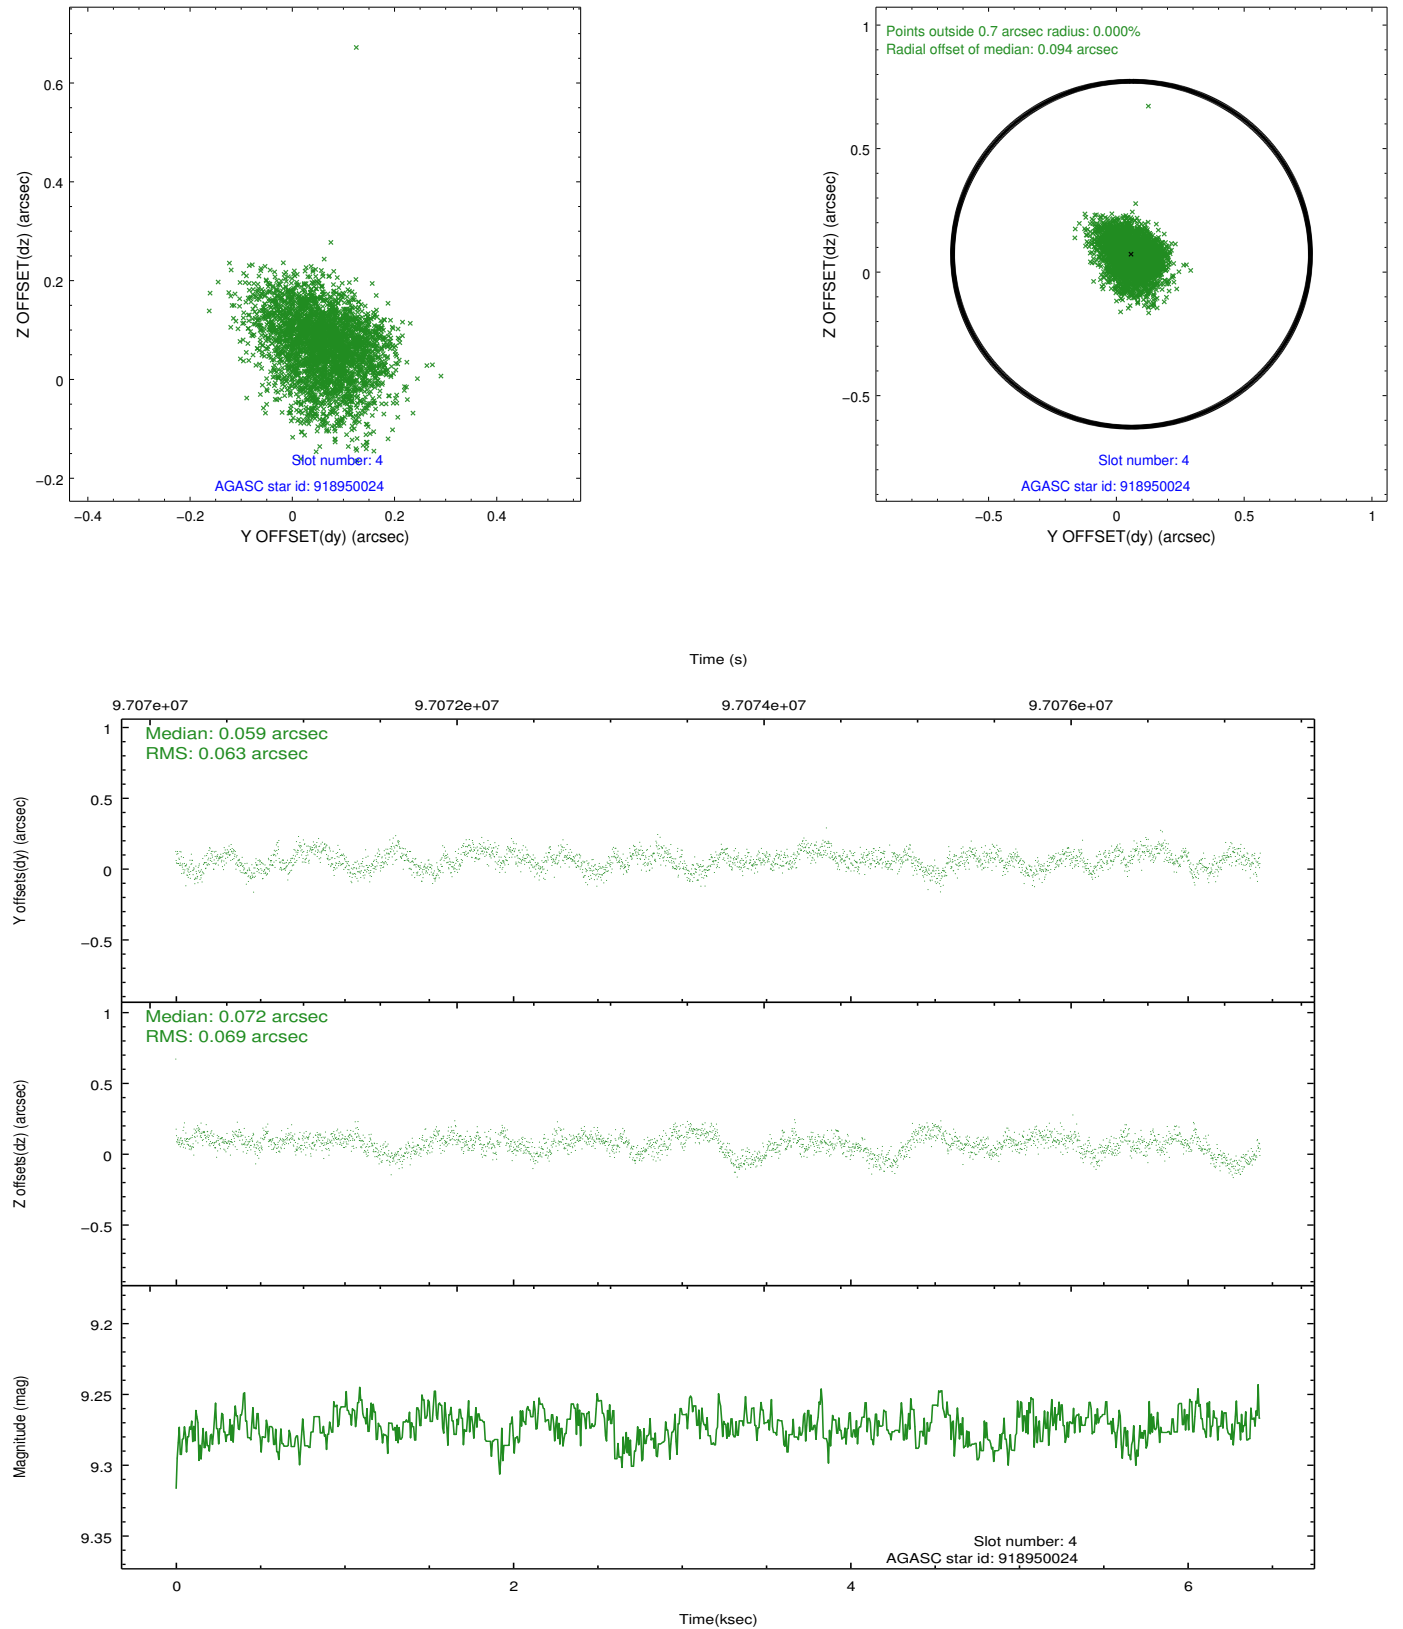 0.6
0.4
0.2
0
−0.2
Z OFFSET(dz) (arcsec)
Slot number: 4
AGASC star id: 918950024
−0.4 −0.2 0 0.2 0.4
Y OFFSET(dy) (arcsec)
Points outside 0.7 arcsec radius: 0.000%
Radial offset of median: 0.094 arcsec
1
0.5
0
−0.5
Z OFFSET(dz) (arcsec)
Slot number: 4
AGASC star id: 918950024
−0.5 0 0.5 1
Y OFFSET(dy) (arcsec)
Time (s)
9.707e+07 9.7072e+07 9.7074e+07 9.7076e+07
Median: 0.059 arcsec
RMS: 0.063 arcsec
1
0.5
0
−0.5
Y offsets(dy) (arcsec)
Median: 0.072 arcsec
RMS: 0.069 arcsec
1
0.5
0
−0.5
Z offsets(dz) (arcsec)
9.2
9.25
9.3
9.35
Magnitude (mag)
Slot number: 4
AGASC star id: 918950024
0 2 4 6
Time(ksec)